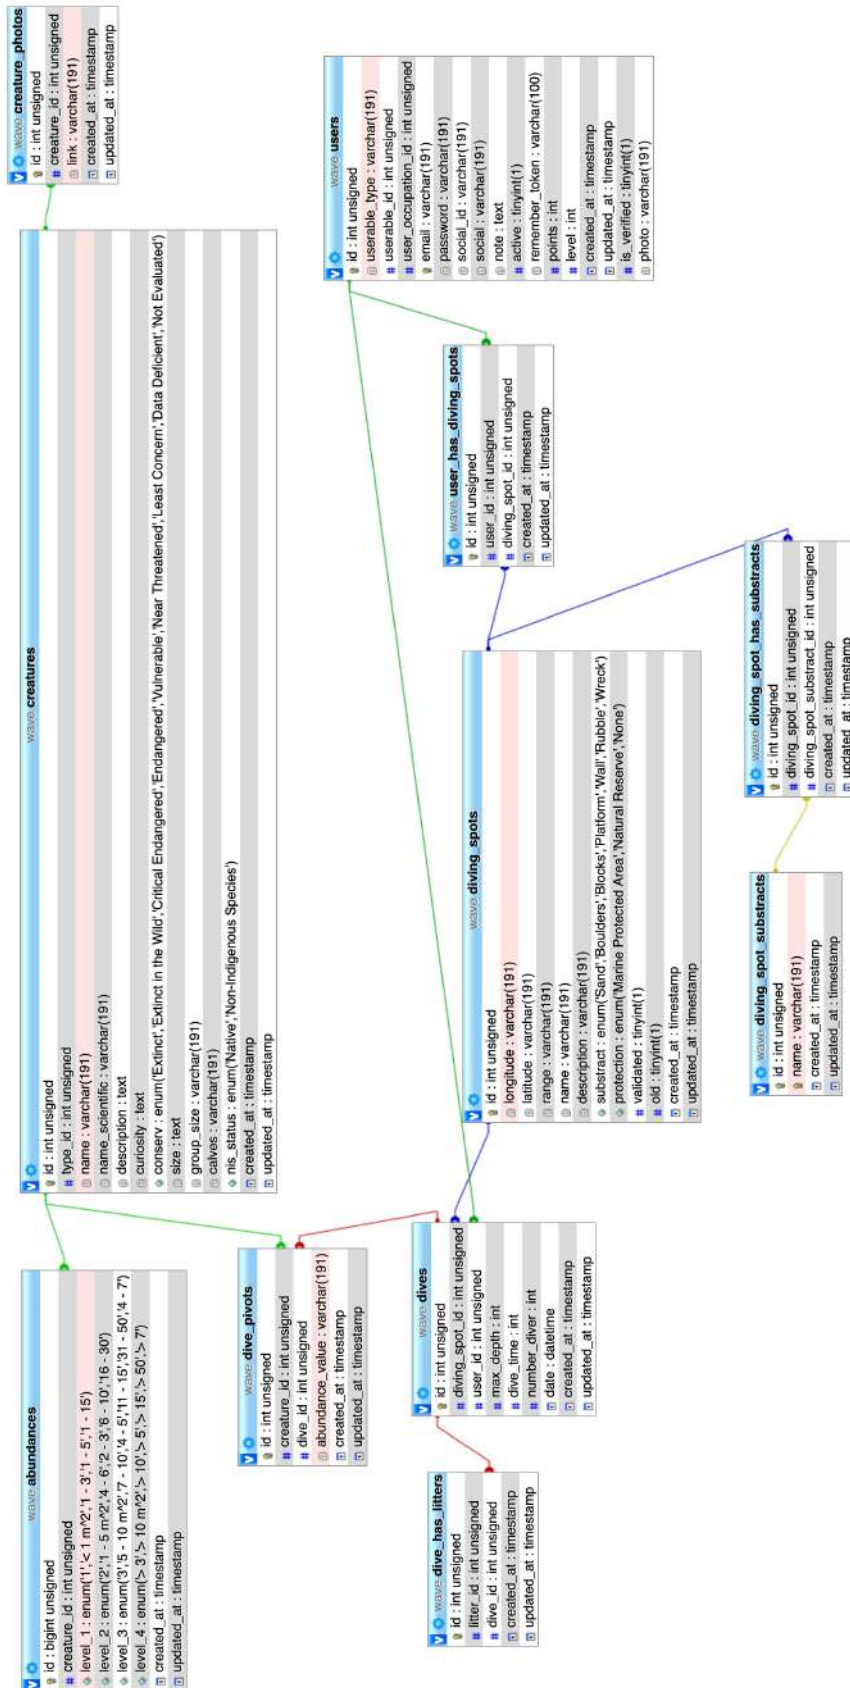 wave creature_photos
id : int unsigned
creature_id : int unsigned
link : varchar(191)
created_at : timestamp
updated_at : timestamp
wave users
id : int unsigned
userable_type : varchar(191)
userable_id : int unsigned
user_occupation_id : int unsigned
email : varchar(191)
password : varchar(191)
social_id : varchar(191)
social : varchar(191)
note : text
active : tinyint(1)
remember_token : varchar(100)
points : int
level : int
created_at : timestamp
updated_at : timestamp
is_verified : tinyint(1)
photo : varchar(191)
wave creatures
id : int unsigned
type_id : int unsigned
name : varchar(191)
name_scientific : varchar(191)
description : text
curiosity : text
conserv : enum('Extinct','Extinct in the Wild','Critical Endangered','Endangered','Vulnerable','Near Threatened','Least Concern','Data Deficient','Not Evaluated')
size : text
group_size : varchar(191)
calves : varchar(191)
nis_status : enum('Native','Non-Indigenous Species')
created_at : timestamp
updated_at : timestamp
wave user_has_diving_spots
id : int unsigned
user_id : int unsigned
diving_spot_id : int unsigned
created_at : timestamp
updated_at : timestamp
wave diving_spots
id : int unsigned
longitude : varchar(191)
latitude : varchar(191)
range : varchar(191)
name : varchar(191)
description : varchar(191)
substract : enum('Sand','Boulders','Blocks','Platform','Wall','Rubble','Wreck')
protection : enum('Marine Protected Area','Natural Reserve','None')
validated : tinyint(1)
old : tinyint(1)
created_at : timestamp
updated_at : timestamp
wave diving_spot_has_substracts
id : int unsigned
diving_spot_id : int unsigned
diving_spot_substract_id : int unsigned
created_at : timestamp
updated_at : timestamp
wave diving_spot_substracts
id : int unsigned
name : varchar(191)
created_at : timestamp
updated_at : timestamp
wave abundances
id : bigint unsigned
creature_id : int unsigned
level_1 : enum('1','< 1 m^2','1 - 3','1 - 5','1 - 15')
level_2 : enum('2','1 - 5 m^2','4 - 6','2 - 3','6 - 10','16 - 30')
level_3 : enum('3','5 - 10 m^2','7 - 10','4 - 5','11 - 15','31 - 50','4 - 7')
level_4 : enum('> 3','> 10 m^2','> 10','> 5','> 15','> 50','> 7')
created_at : timestamp
updated_at : timestamp
wave dive_pivots
id : int unsigned
creature_id : int unsigned
dive_id : int unsigned
abundance_value : varchar(191)
created_at : timestamp
updated_at : timestamp
wave dives
id : int unsigned
diving_spot_id : int unsigned
user_id : int unsigned
max_depth : int
dive_time : int
number_diver : int
date : datetime
created_at : timestamp
updated_at : timestamp
wave dive_has_litters
id : int unsigned
litter_id : int unsigned
dive_id : int unsigned
created_at : timestamp
updated_at : timestamp